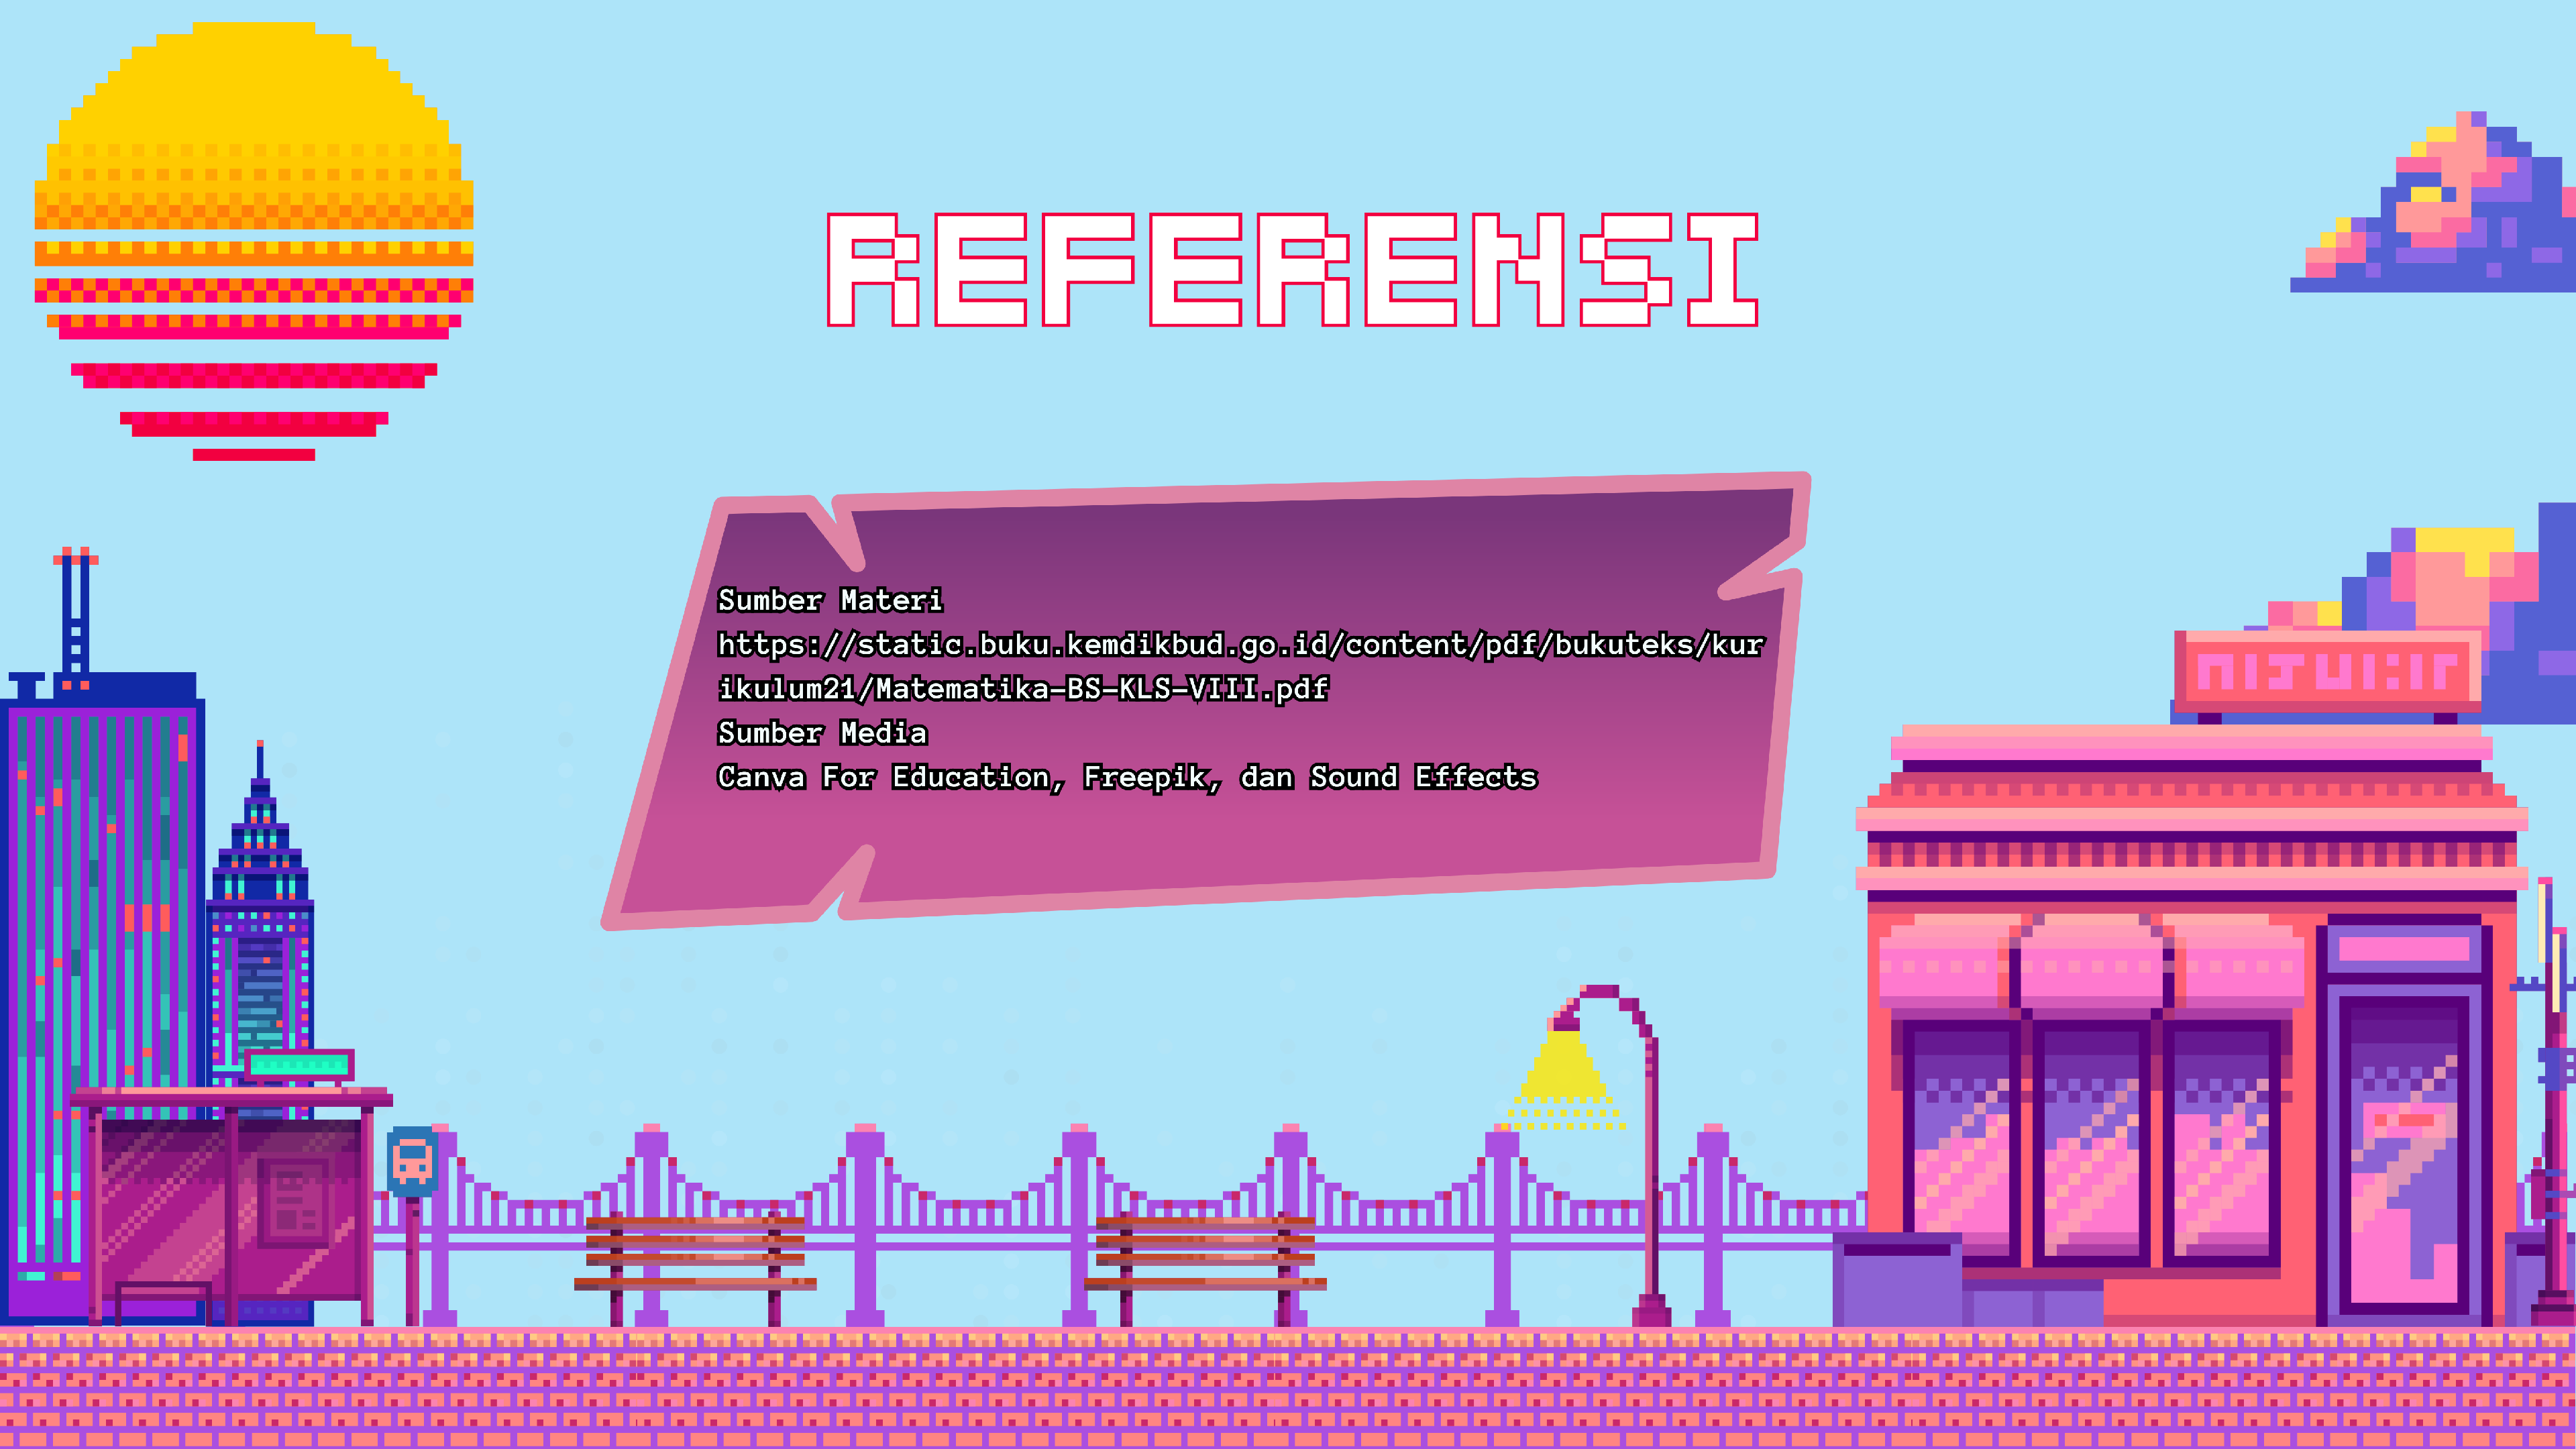 REFERENSI
Sumber Materi
https://static.buku.kemdikbud.go.id/content/pdf/bukuteks/kur
ikulum21/Matematika-BS-KLS-VIII.pdf
Sumber Media
Canva For Education, Freepik, dan Sound Effects